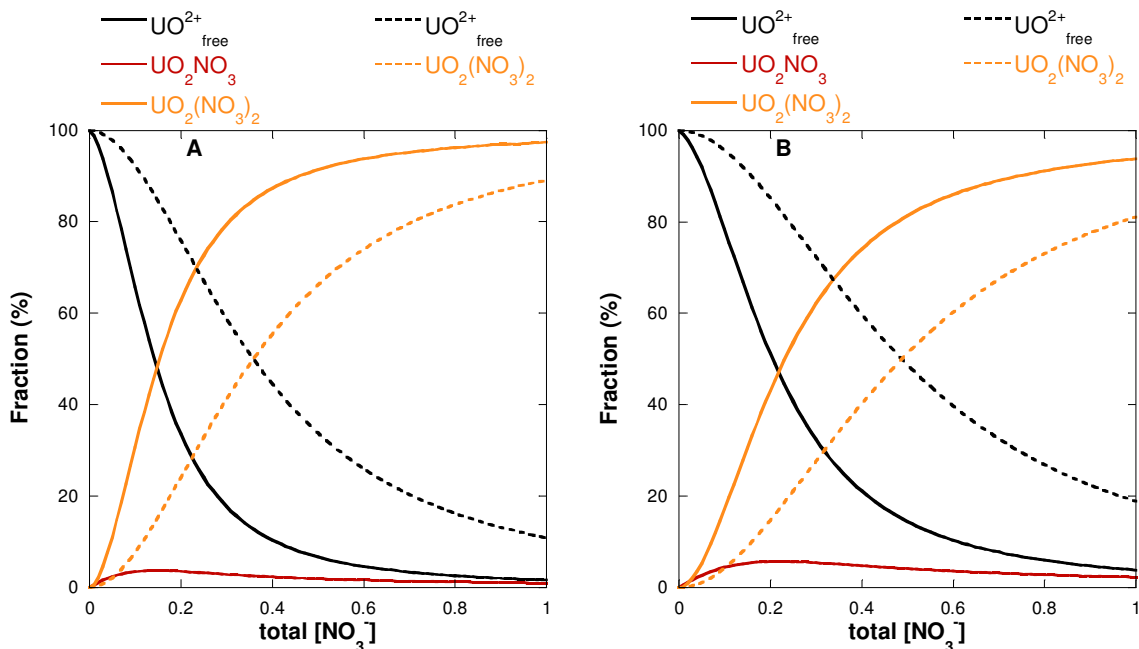 UO²⁺free UO²⁺free
UO₂NO₃ UO₂(NO₃)₂
UO₂(NO₃)₂
A
Fraction (%)
100
80
60
40
20
0
0 0.2 0.4 0.6 0.8 1
total [NO₃⁻]
UO²⁺free UO²⁺free
UO₂NO₃ UO₂(NO₃)₂
UO₂(NO₃)₂
B
Fraction (%)
100
80
60
40
20
0
0 0.2 0.4 0.6 0.8 1
total [NO₃⁻]